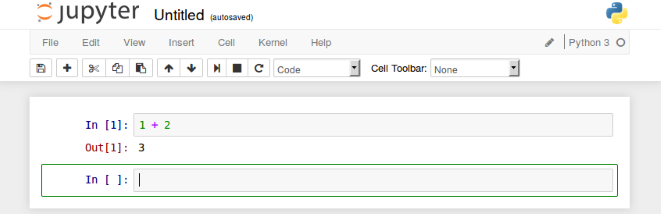 jupyter Untitled (autosaved)
File Edit View Insert Cell Kernel Help Python 3
Code Cell Toolbar: None
In [1]: 1 + 2
Out[1]: 3
In [ ]: